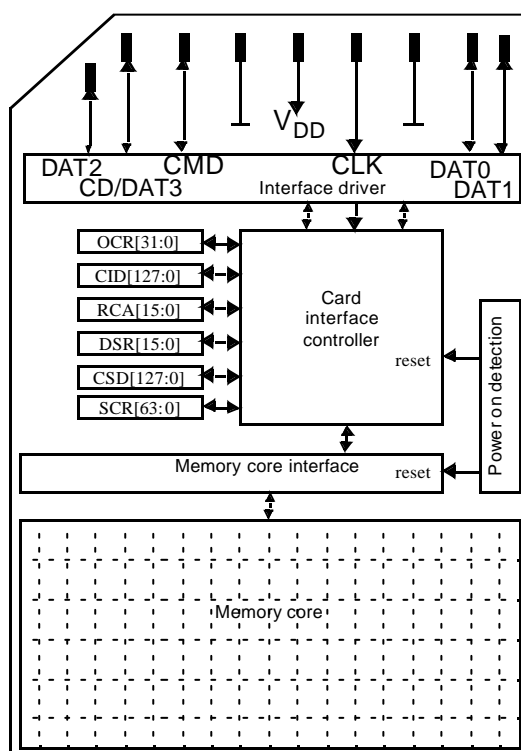 VDD
DAT2
CD/DAT3
CMD
CLK
DAT0
DAT1
Interface driver
OCR[31:0]
CID[127:0]
RCA[15:0]
DSR[15:0]
CSD[127:0]
SCR[63:0]
Card
interface
controller
reset
Power on detection
Memory core interface
reset
Memory core